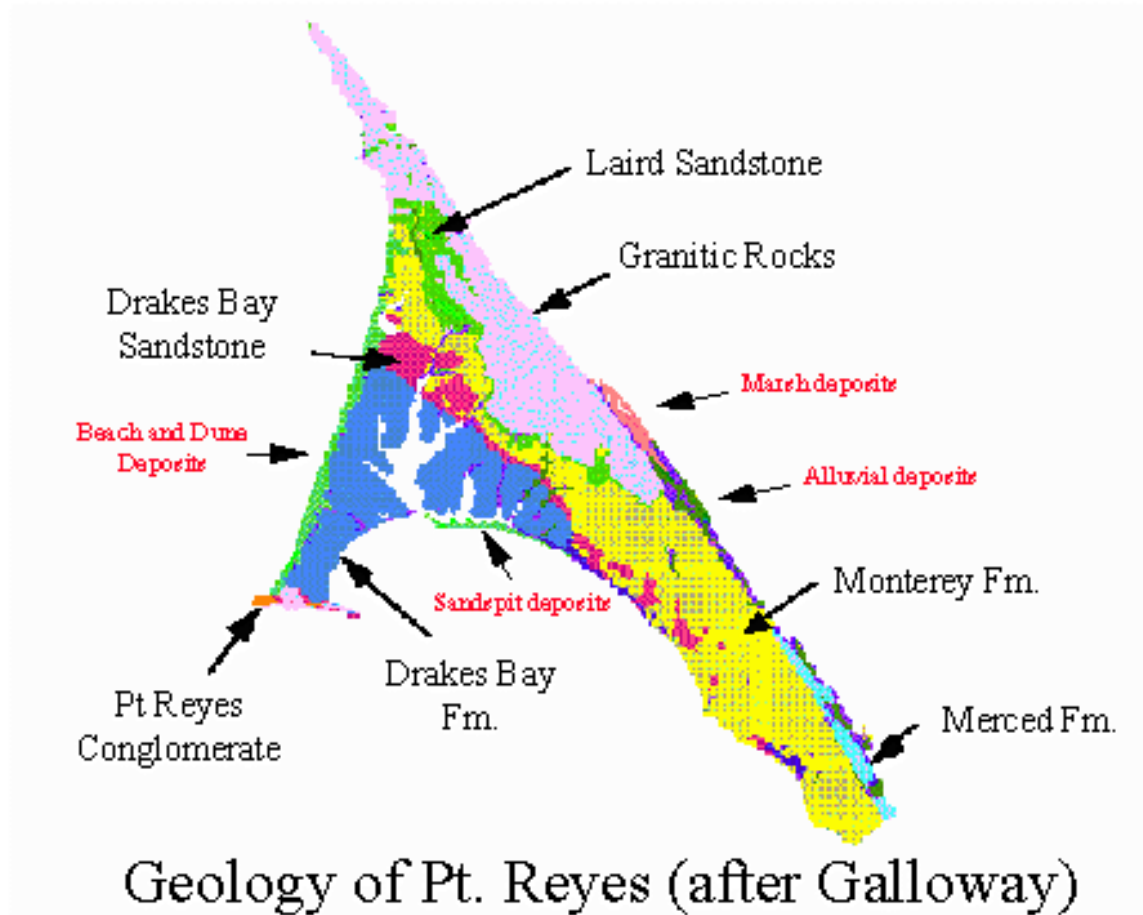 Laird Sandstone
Granitic Rocks
Drakes Bay
Sandstone
Marsh deposits
Beach and Dune
Deposits
Alluvial deposits
Monterey Fm.
Sandspit deposits
Drakes Bay
Fm.
Pt Reyes
Conglomerate
Merced Fm.
Geology of Pt. Reyes (after Galloway)